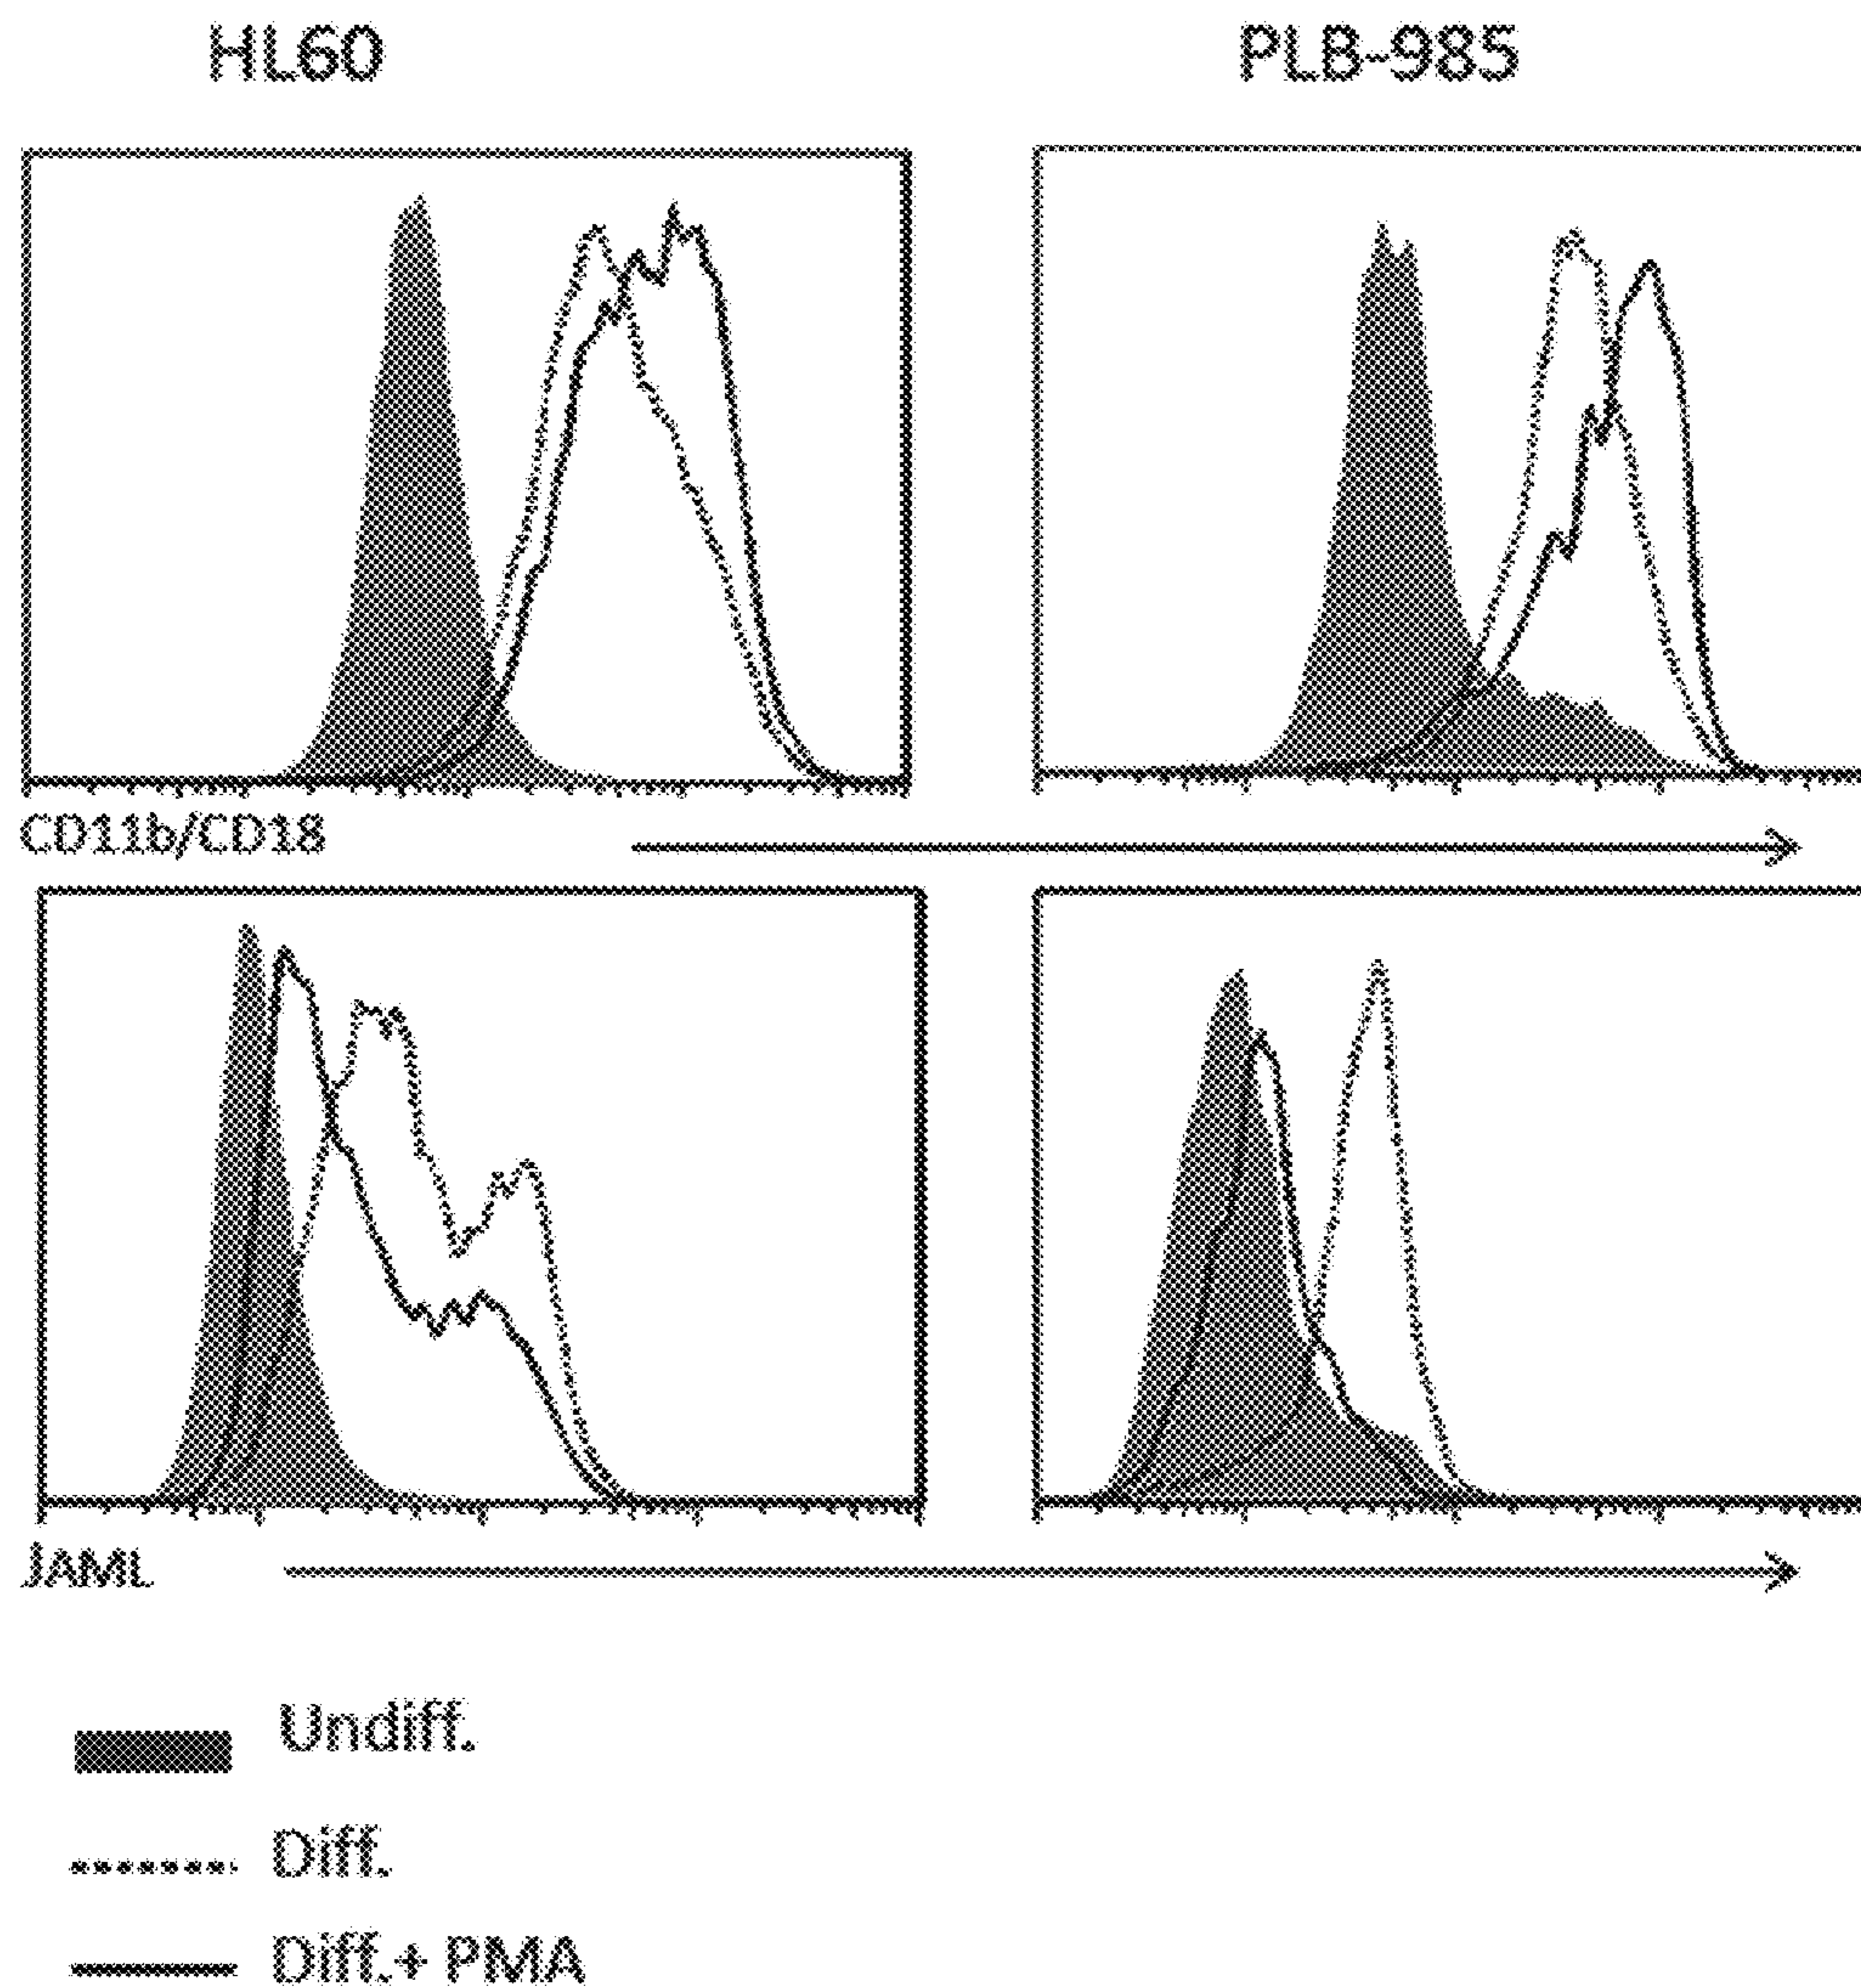 HL60
PLB-985
CD11b/CD18
JAML
Undiff.
Diff.
Diff.+ PMA